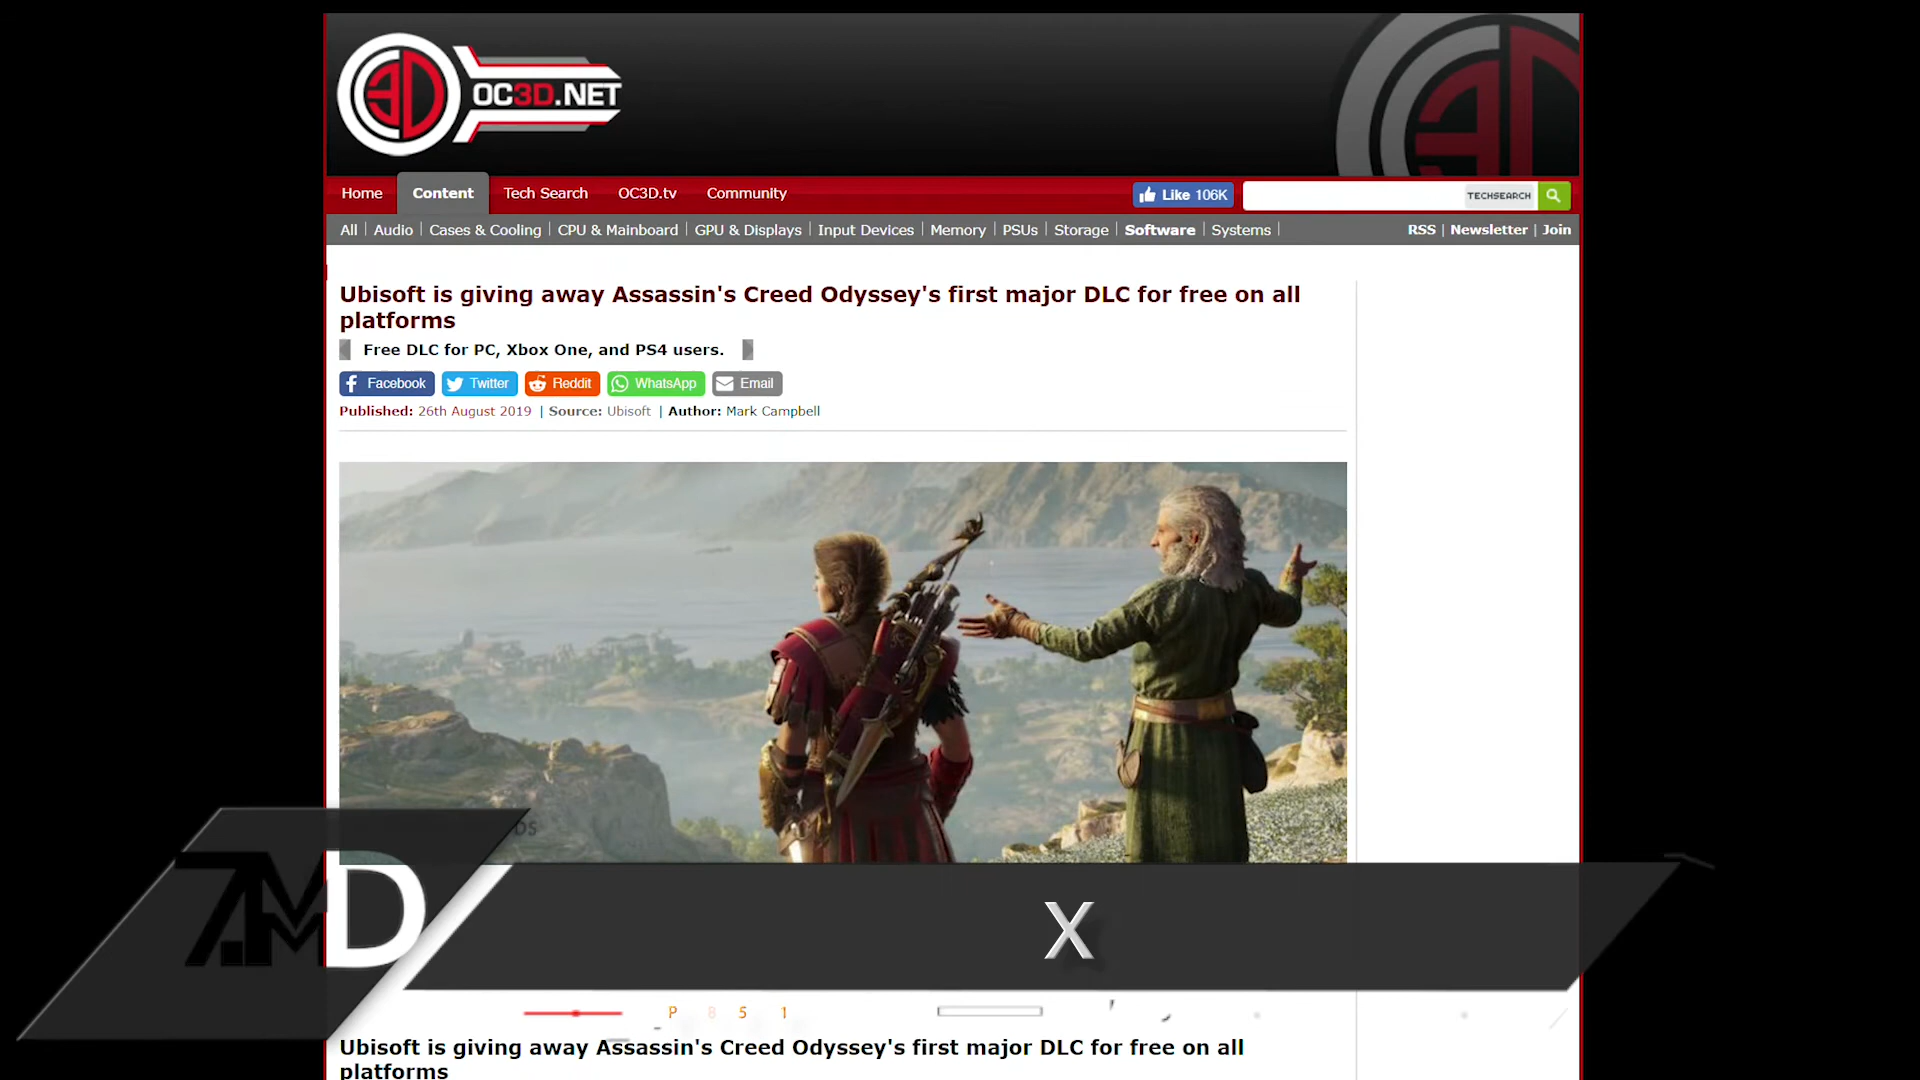 OC3D.NET
Home Content Tech Search OC3D.tv Community Like 106K TECHSEARCH
All | Audio | Cases & Cooling | CPU & Mainboard | GPU & Displays | Input Devices | Memory | PSUs | Storage | Software | Systems | RSS | Newsletter | Join
Ubisoft is giving away Assassin's Creed Odyssey's first major DLC for free on all
platforms
Free DLC for PC, Xbox One, and PS4 users.
Facebook Twitter Reddit WhatsApp Email
Published: 26th August 2019 | Source: Ubisoft | Author: Mark Campbell
X
P 8 5 1
Ubisoft is giving away Assassin's Creed Odyssey's first major DLC for free on all
platforms